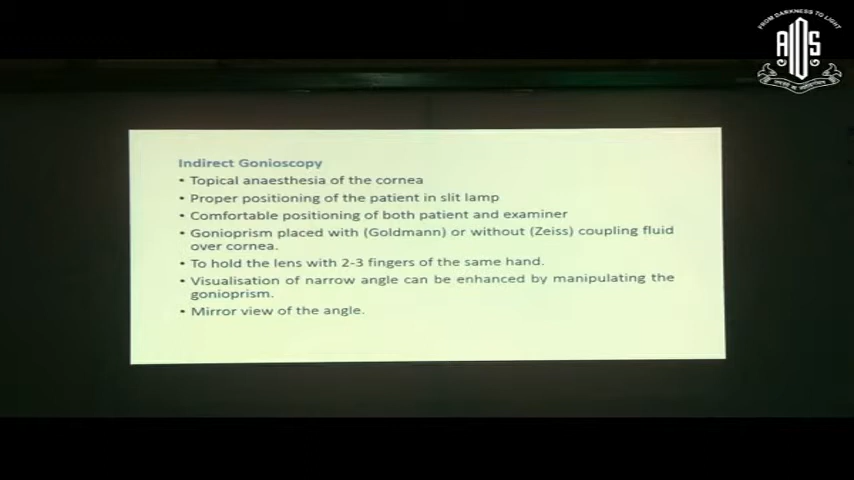 FROM DARKNESS TO LIGHT
AIOS
Indirect Gonioscopy
• Topical anaesthesia of the cornea
• Proper positioning of the patient in slit lamp
• Comfortable positioning of both patient and examiner
• Gonioprism placed with (Goldmann) or without (Zeiss) coupling fluid
over cornea.
• To hold the lens with 2-3 fingers of the same hand.
• Visualisation of narrow angle can be enhanced by manipulating the
gonioprism.
• Mirror view of the angle.